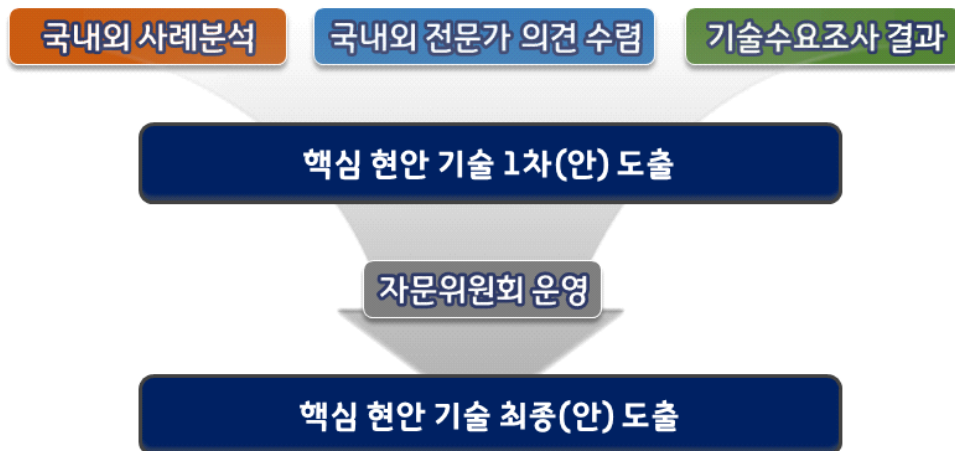 국내외 사례분석
국내외 전문가 의견 수렴
기술수요조사 결과
핵심 현안 기술 1차(안) 도출
자문위원회 운영
핵심 현안 기술 최종(안) 도출